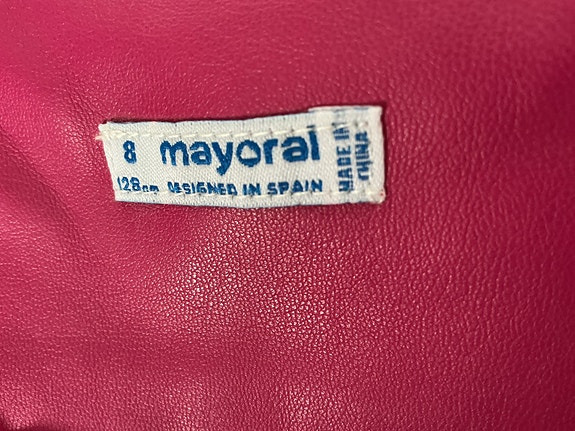 8 mayoral
128cm DESIGNED IN SPAIN
MADE IN
CHINA